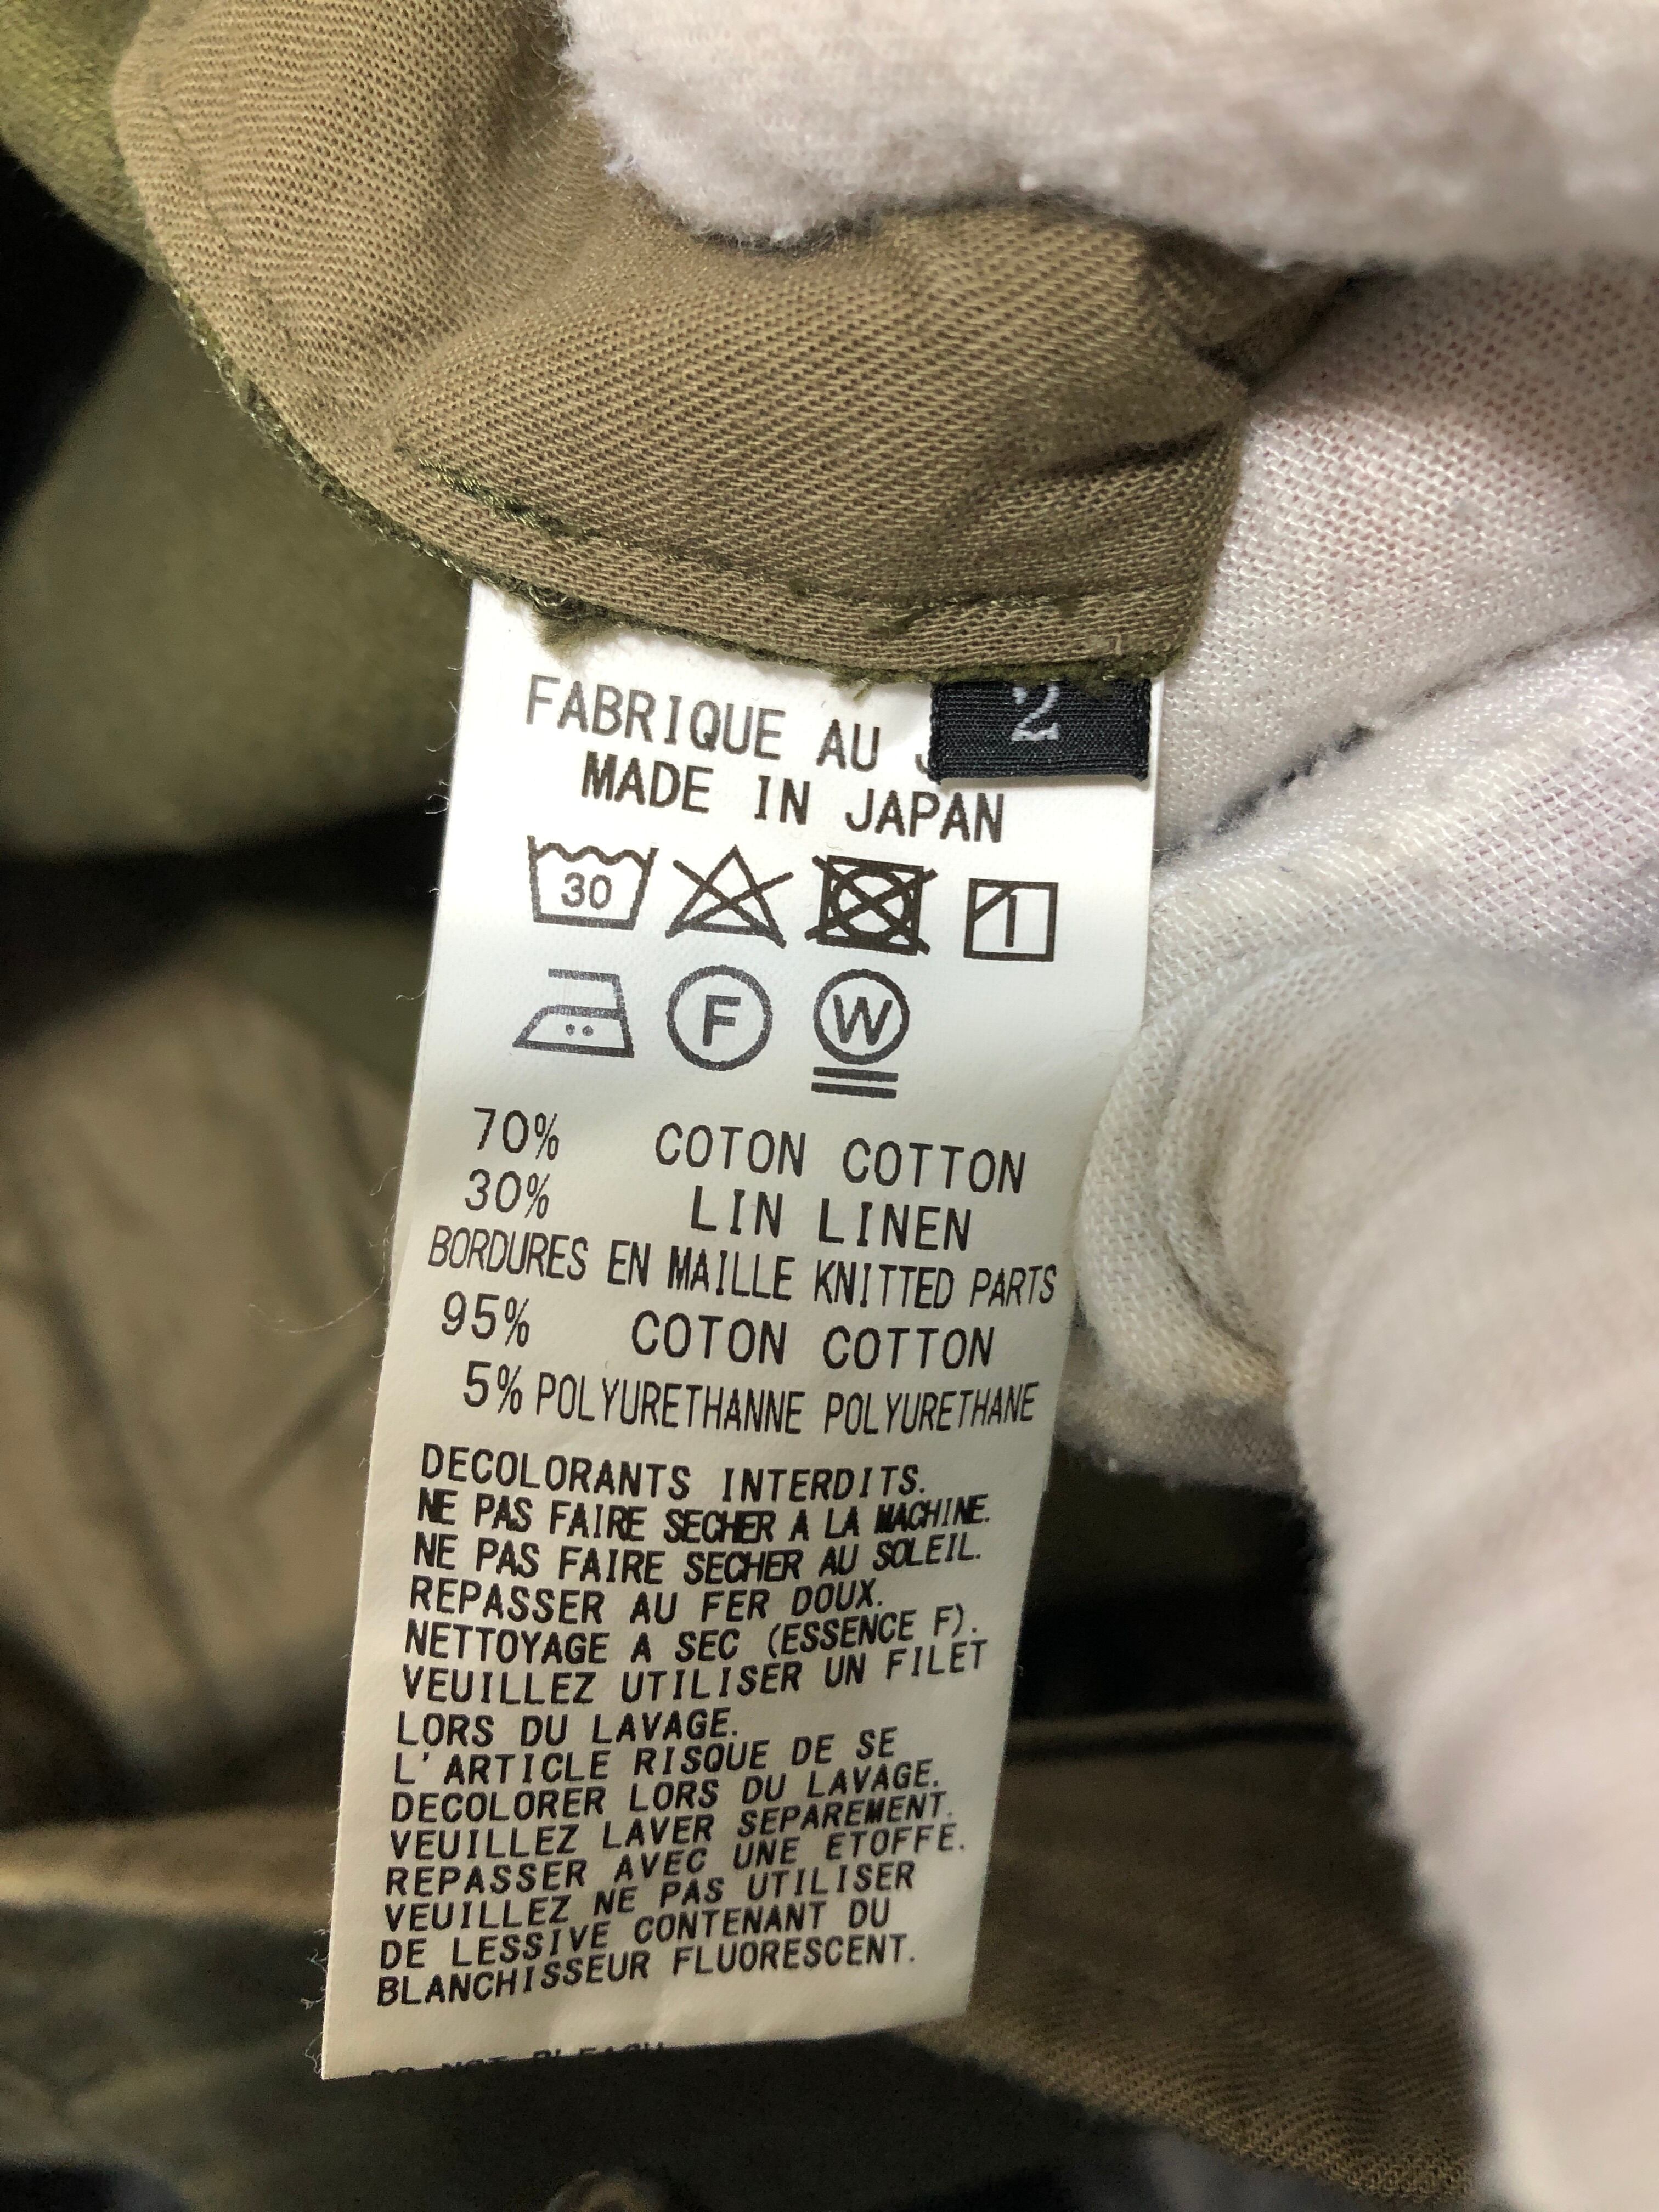 FABRIQUE AU
2
MADE IN JAPAN
30
F W
70% COTON COTTON
30% LIN LINEN
BORDURES EN MAILLE KNITTED PARTS
95% COTON COTTON
5% POLYURETHANNE POLYURETHANE
DECOLORANTS INTERDITS.
NE PAS FAIRE SECHER A LA MACHINE.
NE PAS FAIRE SECHER AU SOLEIL.
REPASSER AU FER DOUX.
NETTOYAGE A SEC (ESSENCE F).
VEUILLEZ UTILISER UN FILET
LORS DU LAVAGE.
L'ARTICLE RISQUE DE SE
DECOLORER LORS DU LAVAGE.
VEUILLEZ LAVER SEPAREMENT.
REPASSER AVEC UNE ETOFFE.
VEUILLEZ NE PAS UTILISER
DE LESSIVE CONTENANT DU
BLANCHISSEUR FLUORESCENT.
DO NOT BLEACH